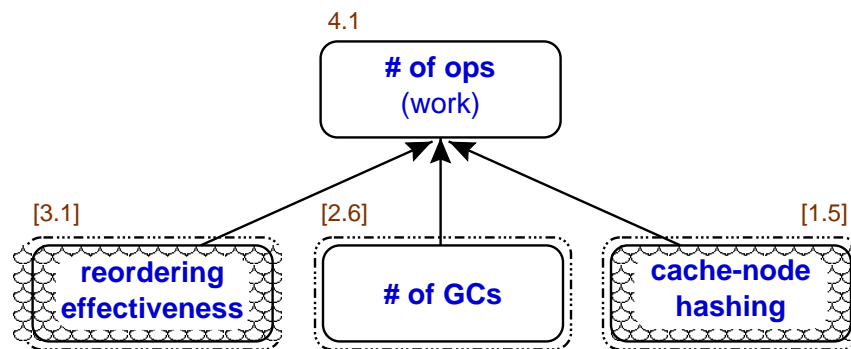 4.1
# of ops
(work)
[3.1]
[2.6]
[1.5]
reordering
effectiveness
# of GCs
cache-node
hashing